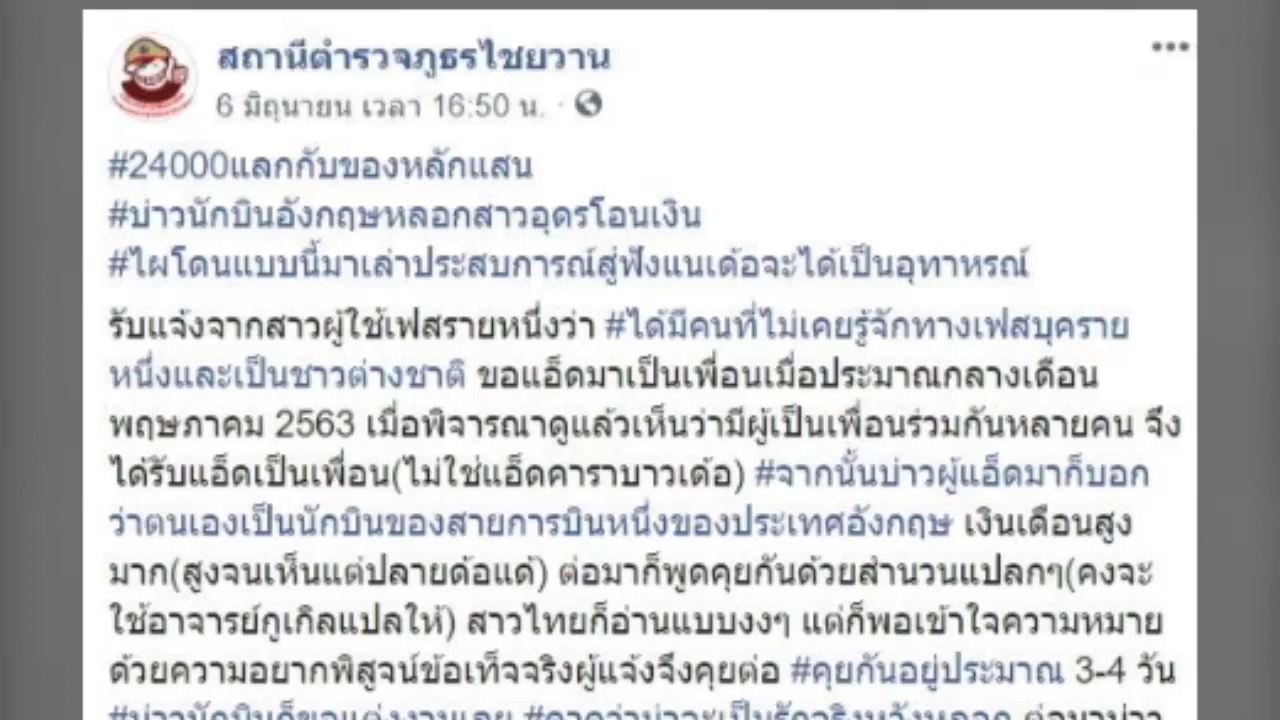 สถานีตำรวจภูธรไชยวาน
6 มิถุนายน เวลา 16:50 น. ·
#24000แลกกับของหลักแสน
#บ่าวนักบินอังกฤษหลอกสาวอุดรโอนเงิน
#ไผโดนแบบนี้มาเล่าประสบการณ์สู่ฟังแนเด้อจะได้เป็นอุทาหรณ์
รับแจ้งจากสาวผู้ใช้เฟสรายหนึ่งว่า #ได้มีคนที่ไม่เคยรู้จักทางเฟสบุคราย
หนึ่งและเป็นชาวต่างชาติ ขอแอ็ดมาเป็นเพื่อนเมื่อประมาณกลางเดือน
พฤษภาคม 2563 เมื่อพิจารณาดูแล้วเห็นว่ามีผู้เป็นเพื่อนร่วมกันหลายคน จึง
ได้รับแอ็ดเป็นเพื่อน(ไม่ใช่แอ็ดคาราบาวเด้อ) #จากนั้นบ่าวผู้แอ็ดมาก็บอก
ว่าตนเองเป็นนักบินของสายการบินหนึ่งของประเทศอังกฤษ เงินเดือนสูง
มาก(สูงจนเห็นแต่ปลายด้อแด้) ต่อมาก็พูดคุยกันด้วยสำนวนแปลกๆ(คงจะ
ใช้อาจารย์กูเกิลแปลให้) สาวไทยก็อ่านแบบงงๆ แต่ก็พอเข้าใจความหมาย
ด้วยความอยากพิสูจน์ข้อเท็จจริงผู้แจ้งจึงคุยต่อ #คุยกันอยู่ประมาณ 3-4 วัน
#บ่าวนักบินก็ขอแต่งงานเลย